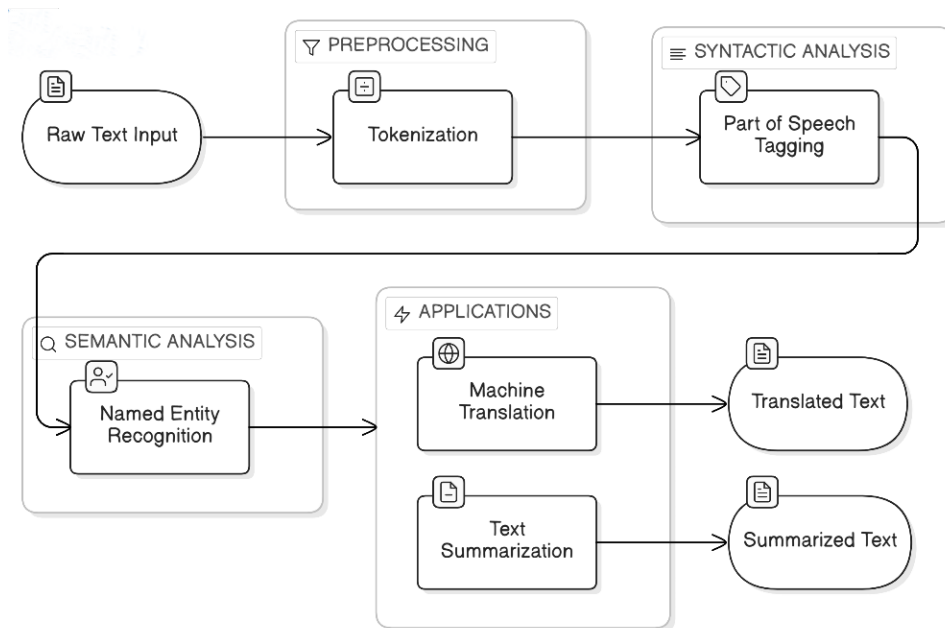 PREPROCESSING
SYNTACTIC ANALYSIS
Raw Text Input
Tokenization
Part of Speech
Tagging
SEMANTIC ANALYSIS
APPLICATIONS
Named Entity
Recognition
Machine
Translation
Translated Text
Text
Summarization
Summarized Text